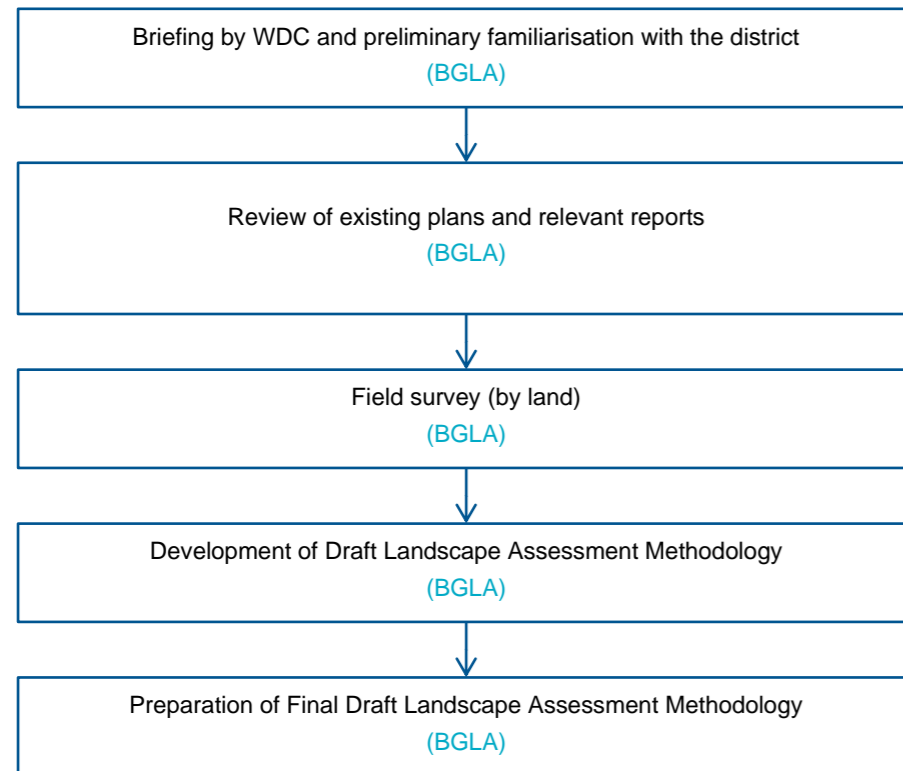 Briefing by WDC and preliminary familiarisation with the district
(BGLA)
Review of existing plans and relevant reports
(BGLA)
Field survey (by land)
(BGLA)
Development of Draft Landscape Assessment Methodology
(BGLA)
Preparation of Final Draft Landscape Assessment Methodology
(BGLA)